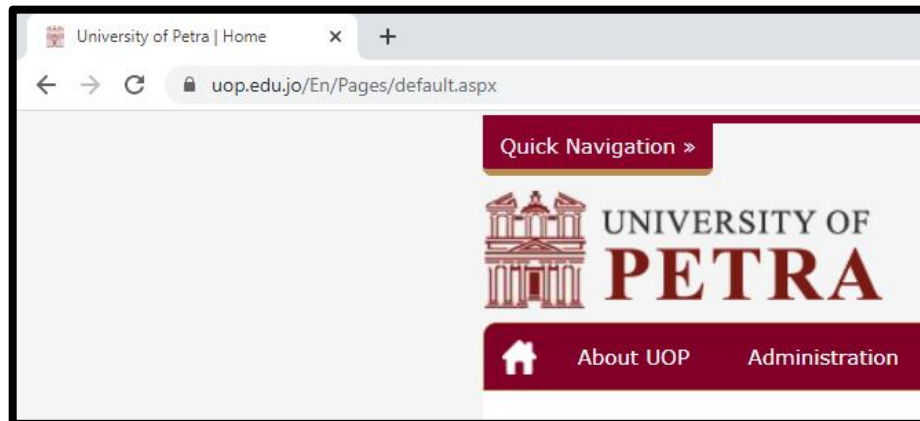 University of Petra | Home
uop.edu.jo/En/Pages/default.aspx
Quick Navigation »
UNIVERSITY OF
PETRA
About UOP Administration